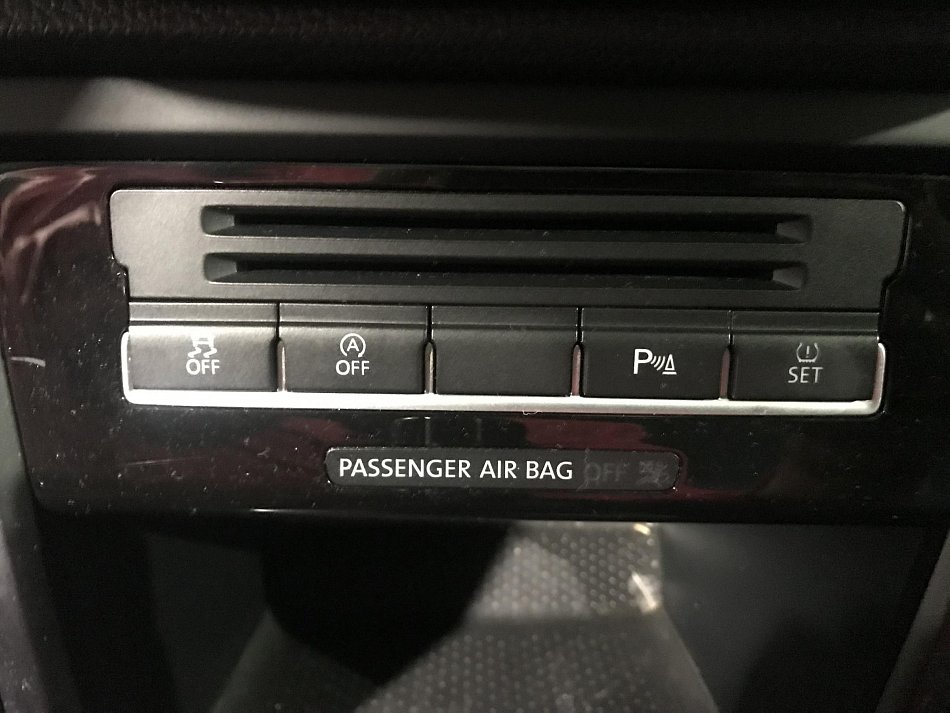 OFF
A
OFF
P
SET
PASSENGER AIR BAG OFF